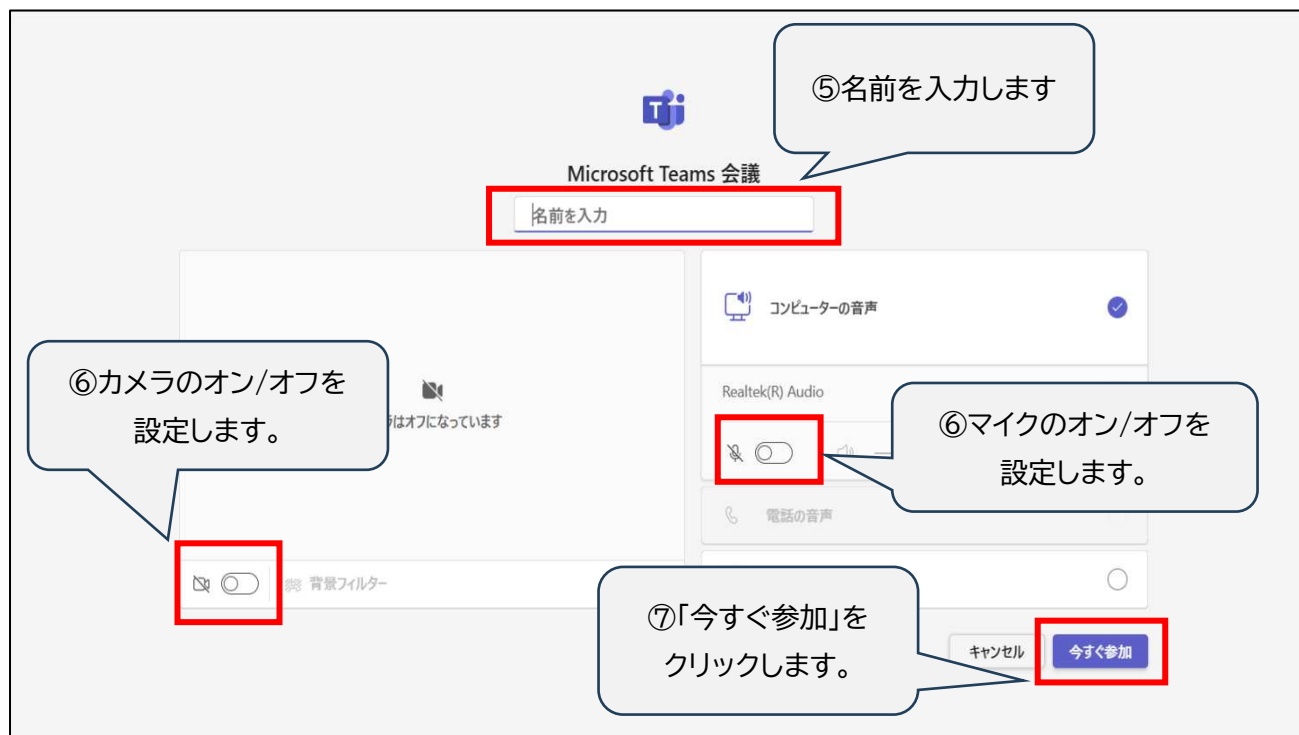 ⑤名前を入力します
Microsoft Teams 会議
名前を入力
コンピューターの音声
⑥カメラのオン/オフを
設定します。
はオフになっています
Realtek(R) Audio
⑥マイクのオン/オフを
設定します。
電話の音声
背景フィルター
⑦「今すぐ参加」を
クリックします。
キャンセル
今すぐ参加